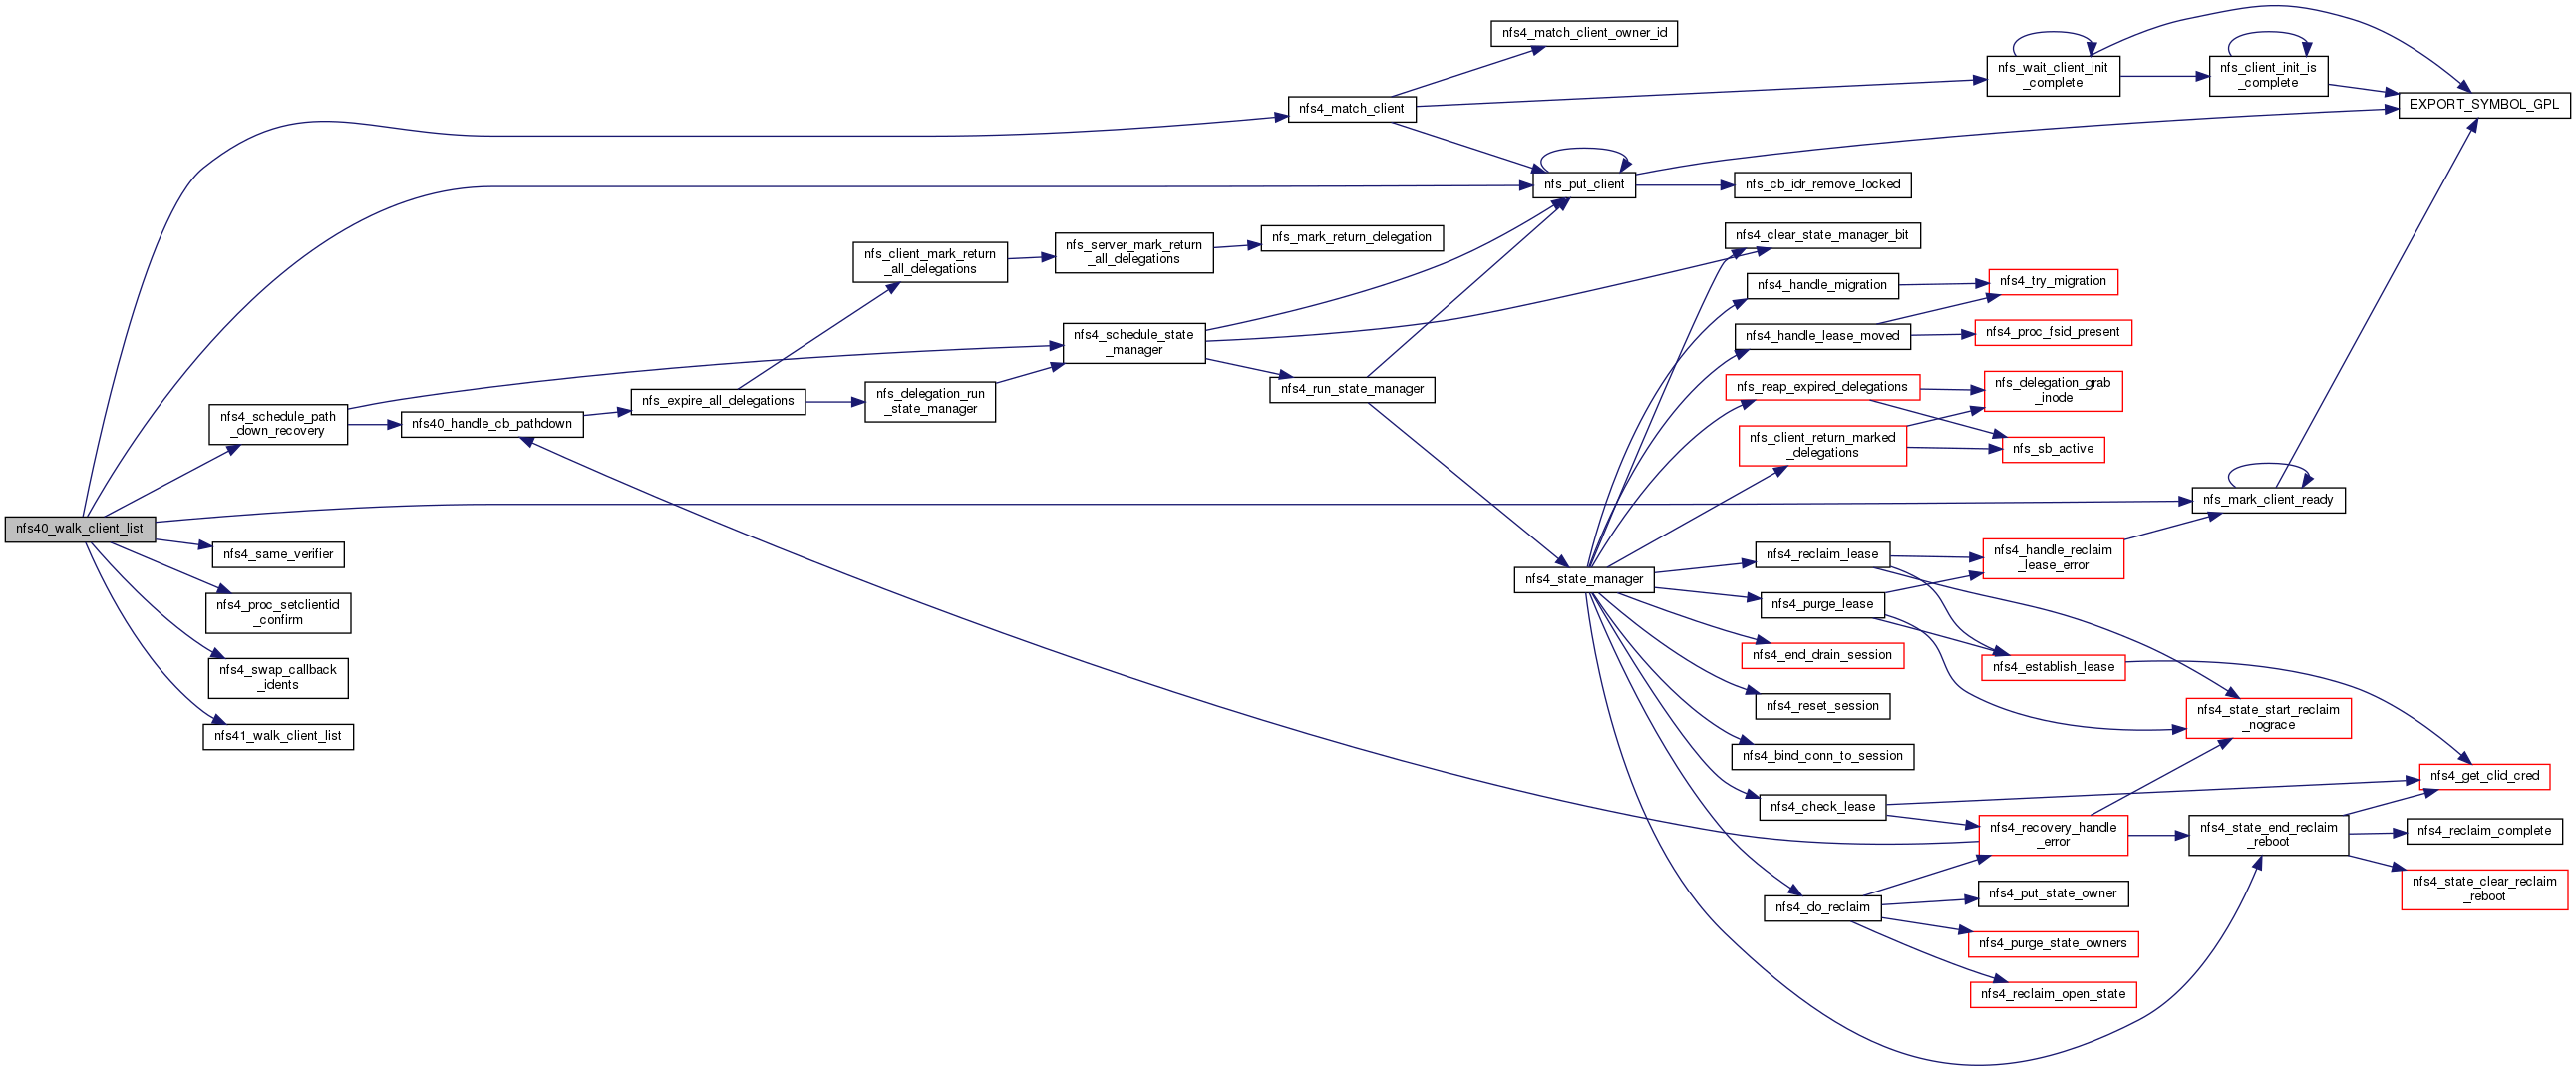 nfs4_match_client_owner_id
nfs_wait_client_init
_complete
nfs_client_init_is
_complete
EXPORT_SYMBOL_GPL
nfs4_match_client
nfs_put_client
nfs_cb_idr_remove_locked
nfs_client_mark_return
_all_delegations
nfs_server_mark_return
_all_delegations
nfs_mark_return_delegation
nfs4_clear_state_manager_bit
nfs4_handle_migration
nfs4_try_migration
nfs4_schedule_state
_manager
nfs4_handle_lease_moved
nfs4_proc_fsid_present
nfs4_run_state_manager
nfs_reap_expired_delegations
nfs_delegation_grab
_inode
nfs_expire_all_delegations
nfs_delegation_run
_state_manager
nfs4_schedule_path
_down_recovery
nfs40_handle_cb_pathdown
nfs_client_return_marked
_delegations
nfs_sb_active
nfs_mark_client_ready
nfs40_walk_client_list
nfs4_same_verifier
nfs4_reclaim_lease
nfs4_handle_reclaim
_lease_error
nfs4_state_manager
nfs4_proc_setclientid
_confirm
nfs4_purge_lease
nfs4_end_drain_session
nfs4_establish_lease
nfs4_swap_callback
_idents
nfs4_reset_session
nfs4_state_start_reclaim
_nograce
nfs41_walk_client_list
nfs4_bind_conn_to_session
nfs4_get_clid_cred
nfs4_check_lease
nfs4_recovery_handle
_error
nfs4_state_end_reclaim
_reboot
nfs4_reclaim_complete
nfs4_put_state_owner
nfs4_state_clear_reclaim
_reboot
nfs4_do_reclaim
nfs4_purge_state_owners
nfs4_reclaim_open_state